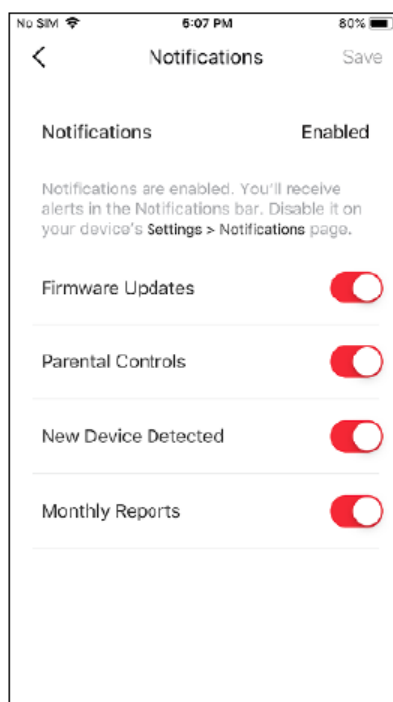 No SIM 5:07 PM 80%
Notifications Save
Notifications Enabled
Notifications are enabled. You'll receive
alerts in the Notifications bar. Disable it on
your device's Settings > Notifications page.
Firmware Updates
Parental Controls
New Device Detected
Monthly Reports